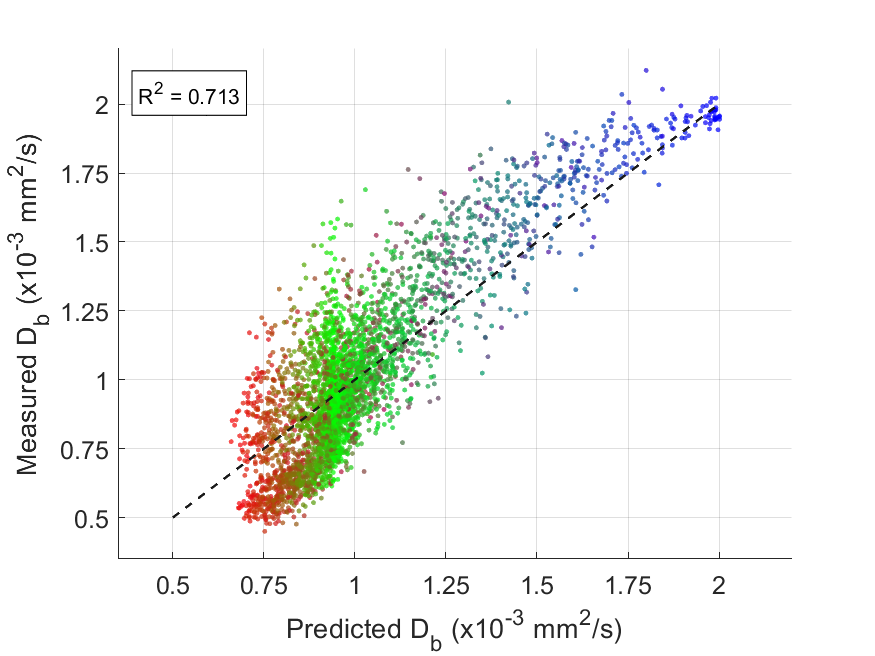 R² = 0.713
2
1.75
1.5
1.25
1
0.75
0.5
Measured D_b (x10⁻³ mm²/s)
0.5 0.75 1 1.25 1.5 1.75 2
Predicted D_b (x10⁻³ mm²/s)